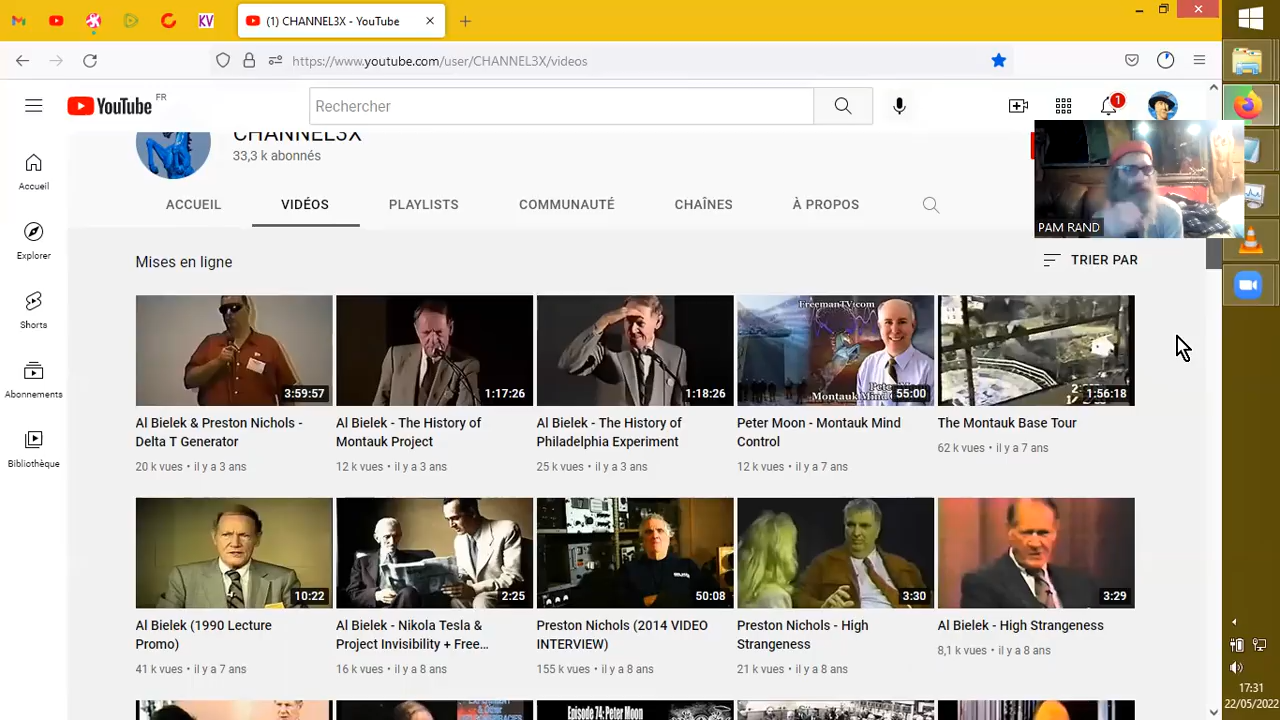 KV
(1) CHANNEL3X - YouTube
https://www.youtube.com/user/CHANNEL3X/videos
YouTube FR
Rechercher
1
CHANNEL3X
33,3 k abonnés
ACCUEIL VIDÉOS PLAYLISTS COMMUNAUTÉ CHAÎNES À PROPOS
PAM RAND
Accueil
Explorer
Shorts
Abonnements
Bibliothèque
Mises en ligne
TRIER PAR
3:59:57
Al Bielek & Preston Nichols -
Delta T Generator
20 k vues • il y a 3 ans
1:17:26
Al Bielek - The History of
Montauk Project
12 k vues • il y a 3 ans
1:18:26
Al Bielek - The History of
Philadelphia Experiment
25 k vues • il y a 3 ans
FreemanTV.com
55:00
Peter Moon - Montauk Mind
Control
12 k vues • il y a 7 ans
1:56:18
The Montauk Base Tour
62 k vues • il y a 7 ans
10:22
Al Bielek (1990 Lecture
Promo)
41 k vues • il y a 7 ans
2:25
Al Bielek - Nikola Tesla &
Project Invisibility + Free...
16 k vues • il y a 8 ans
50:08
Preston Nichols (2014 VIDEO
INTERVIEW)
155 k vues • il y a 8 ans
3:30
Preston Nichols - High
Strangeness
21 k vues • il y a 8 ans
3:29
Al Bielek - High Strangeness
8,1 k vues • il y a 8 ans
Episode 74: Peter Moon
17:31
22/05/2022